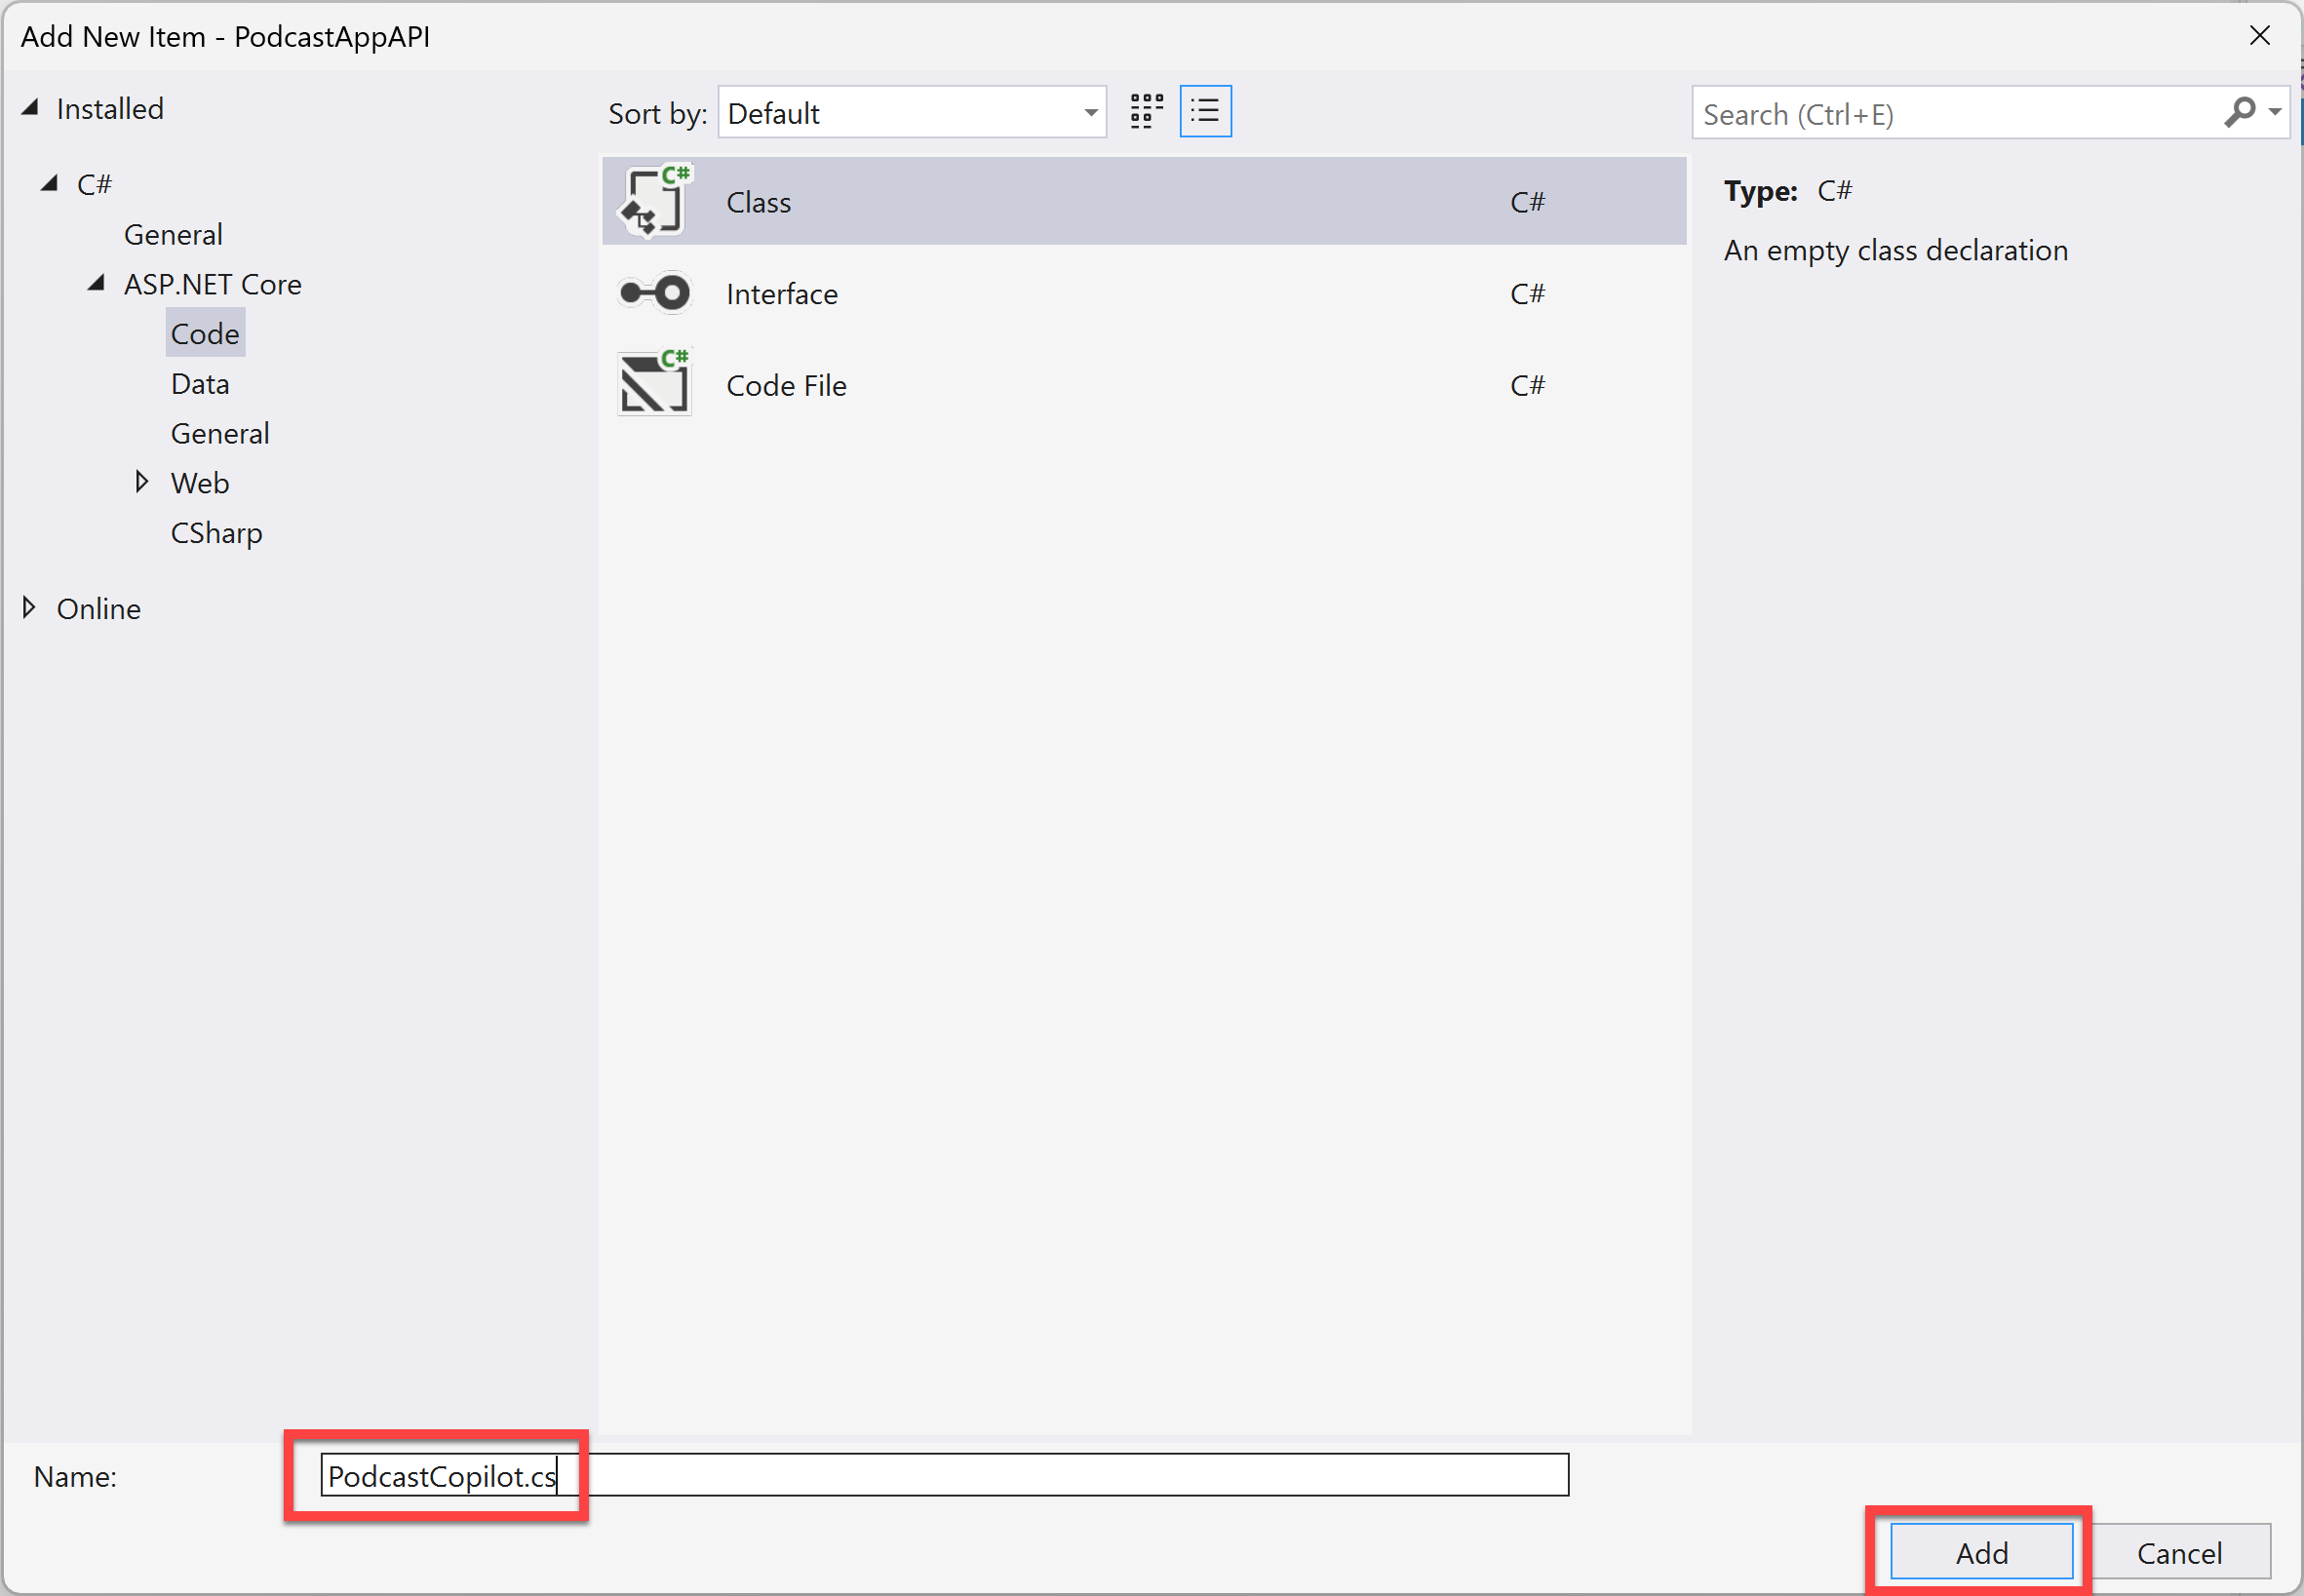 Add New Item - PodcastAppAPI
Installed
C#
General
ASP.NET Core
Code
Data
General
Web
CSharp
Online
Sort by: Default
C# Class C#
Interface C#
C# Code File C#
Search (Ctrl+E)
Type: C#
An empty class declaration
Name: PodcastCopilot.cs
Add Cancel